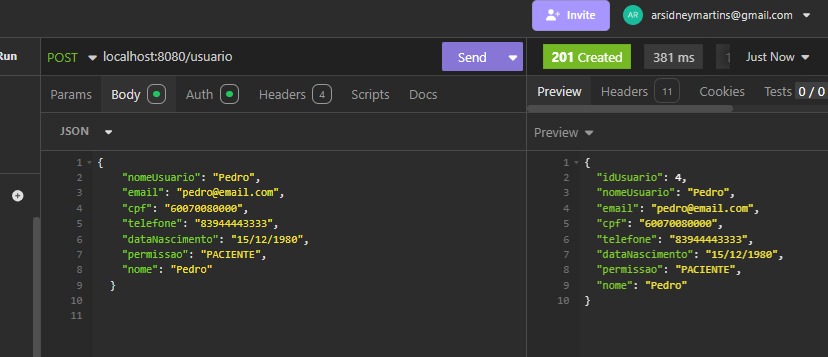 Invite
AR arsidneymartins@gmail.com
Run
POST localhost:8080/usuario Send
201 Created 381 ms Just Now
Params Body Auth Headers 4 Scripts Docs
Preview Headers 11 Cookies Tests 0 / 0
JSON
Preview
1 {
2 "nomeUsuario": "Pedro",
3 "email": "pedro@email.com",
4 "cpf": "60070080000",
5 "telefone": "83944443333",
6 "dataNascimento": "15/12/1980",
7 "permissao": "PACIENTE",
8 "nome": "Pedro"
9 }
10
11
1 {
2 "idUsuario": 4,
3 "nomeUsuario": "Pedro",
4 "email": "pedro@email.com",
5 "cpf": "60070080000",
6 "telefone": "83944443333",
7 "dataNascimento": "15/12/1980",
8 "permissao": "PACIENTE",
9 "nome": "Pedro"
10 }